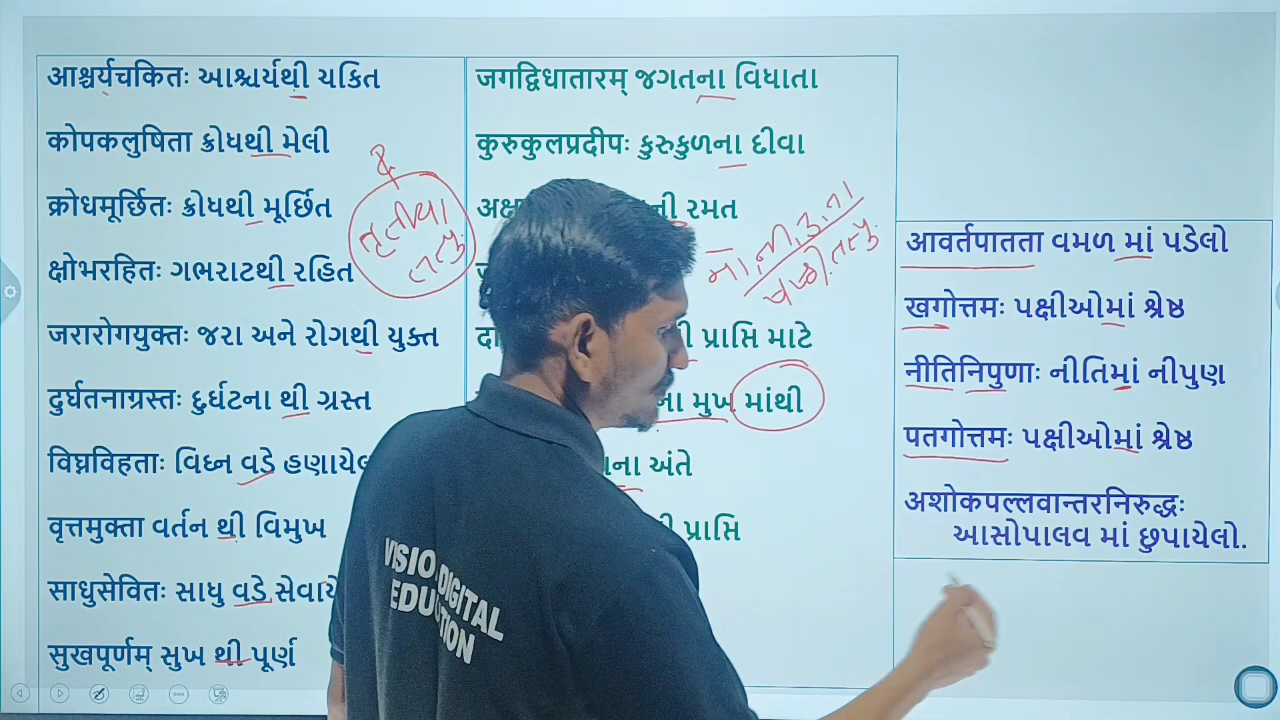 आश्चर्यचकितः આશ્ચર્યથી ચકિત
कोपकलुषिता ક્રોધથી મેલી
क्रोधमूर्छितः ક્રોધથી મૂર્છિત
क्षोभरहितः ગભરાટથી રહિત
जरारोगयुक्तः જરા અને રોગથી યુક્ત
दुर्घतनाग्रस्तः દુર્ઘટના થી ગ્રસ્ત
विघ्नविहताः વિઘ્ન વડે
वृत्तमुक्ता વર્તન થી વિમુખ
साधुसेवितः સાધુ વડે
सुखपूर्णम् સુખ થી પૂર્ણ
તૃતીયા
તત્પુ.
जगद्विधातारम् જગતના વિધાતા
कुरुकुलप्रदीपः કુરુકુળના દીવા
રમત
પ્રાપ્તિ માટે
મુખ માંથી
અંતે
પ્રાપ્તિ
ના, ની, નુ, ના
ષષ્ઠી તત્પુ.
आवर्तपातता વમળ માં પડેલો
खगोत्तमः પક્ષીઓમાં શ્રેષ્ઠ
नीतिनिपुणाः નીતિમાં નીપુણ
पतगोत्तमः પક્ષીઓમાં શ્રેષ્ઠ
अशोकपल्लवान्तरनिरुद्धः
આસોપાલવ માં છુપાયેલો.
VISIO DIGITAL
EDUCTION